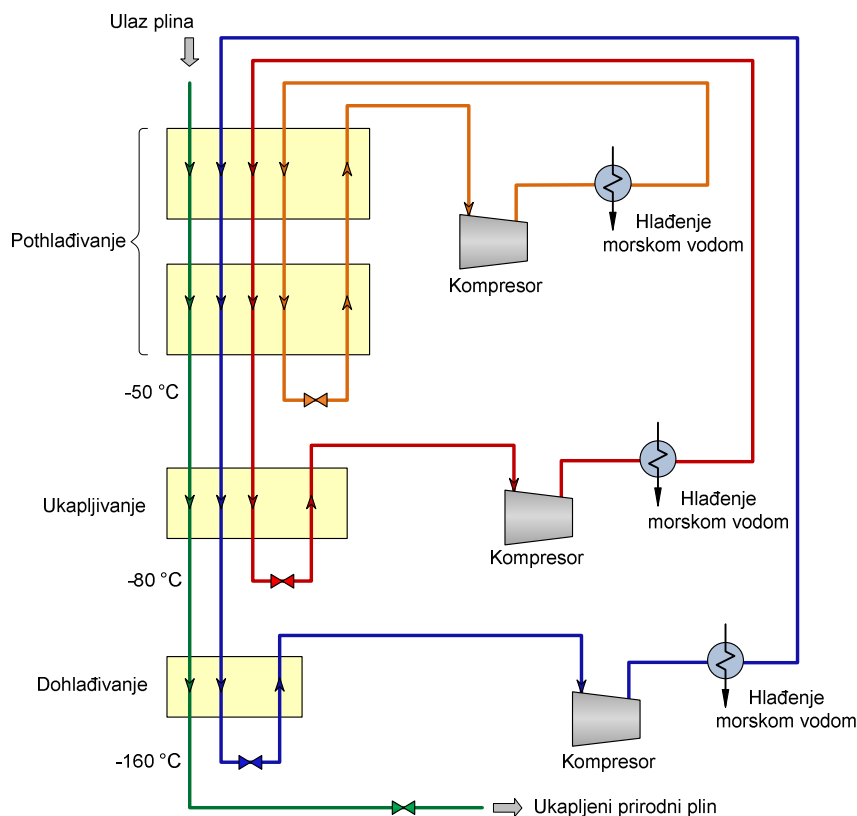 Ulaz plina
Pothlađivanje
Hlađenje
morskom vodom
Kompresor
-50 °C
Ukapljivanje
Hlađenje
morskom vodom
Kompresor
-80 °C
Dohlađivanje
Hlađenje
morskom vodom
Kompresor
-160 °C
Ukapljeni prirodni plin